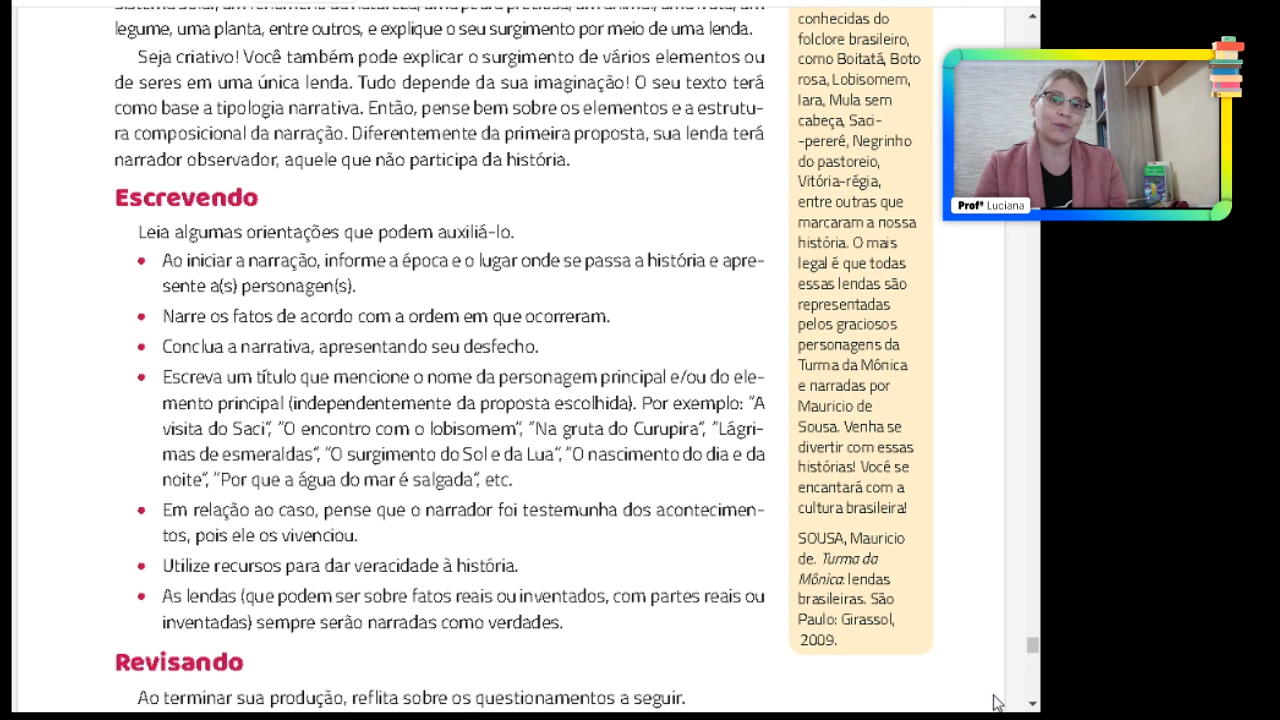 legume, uma planta, entre outros, e explique o seu surgimento por meio de uma lenda.
Seja criativo! Você também pode explicar o surgimento de vários elementos ou
de seres em uma única lenda. Tudo depende da sua imaginação! O seu texto terá
como base a tipologia narrativa. Então, pense bem sobre os elementos e a estrutu-
ra composicional da narração. Diferentemente da primeira proposta, sua lenda terá
narrador observador, aquele que não participa da história.
Escrevendo
Leia algumas orientações que podem auxiliá-lo.
• Ao iniciar a narração, informe a época e o lugar onde se passa a história e apre-
sente a(s) personagen(s).
• Narre os fatos de acordo com a ordem em que ocorreram.
• Conclua a narrativa, apresentando seu desfecho.
• Escreva um título que mencione o nome da personagem principal e/ou do ele-
mento principal (independentemente da proposta escolhida). Por exemplo: “A
visita do Saci”, “O encontro com o lobisomem”, “Na gruta do Curupira”, “Lágri-
mas de esmeraldas”, “O surgimento do Sol e da Lua”, “O nascimento do dia e da
noite”, “Por que a água do mar é salgada”, etc.
• Em relação ao caso, pense que o narrador foi testemunha dos acontecimen-
tos, pois ele os vivenciou.
• Utilize recursos para dar veracidade à história.
• As lendas (que podem ser sobre fatos reais ou inventados, com partes reais ou
inventadas) sempre serão narradas como verdades.
Revisando
Ao terminar sua produção, reflita sobre os questionamentos a seguir.
conhecidas do
folclore brasileiro,
como Boitatá, Boto
rosa, Lobisomem,
Iara, Mula sem
cabeça, Saci-
-pererê, Negrinho
do pastoreio,
Vitória-régia,
entre outras que
marcaram a nossa
história. O mais
legal é que todas
essas lendas são
representadas
pelos graciosos
personagens da
Turma da Mônica
e narradas por
Mauricio de
Sousa. Venha se
divertir com essas
histórias! Você se
encantará com a
cultura brasileira!
SOUSA, Mauricio
de. Turma da
Mônica: lendas
brasileiras. São
Paulo: Girassol,
2009.
Profª Luciana